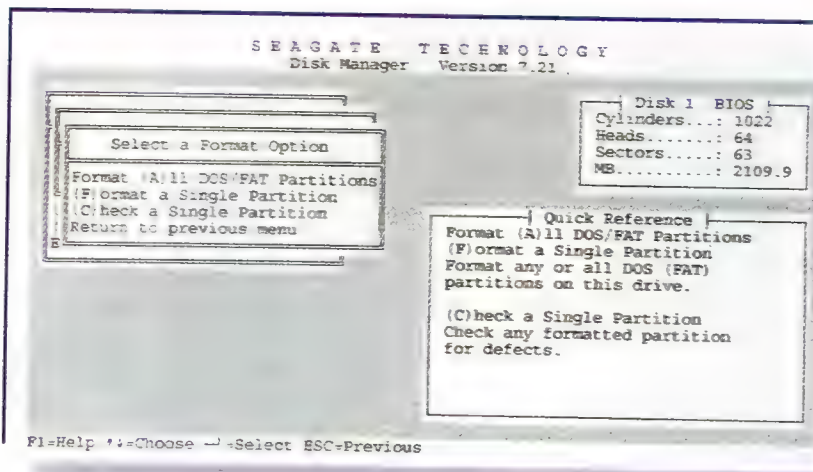 SEAGATE TECHNOLOGY
Disk Manager Version 7.21
Select a Format Option
Format (A)ll DOS/FAT Partitions
(F)ormat a Single Partition
(C)heck a Single Partition
Return to previous menu
E
Disk 1 BIOS
Cylinders...: 1022
Heads.......: 64
Sectors.....: 63
MB..........: 2109.9
Quick Reference
Format (A)ll DOS/FAT Partitions
(F)ormat a Single Partition
Format any or all DOS (FAT)
partitions on this drive.
(C)heck a Single Partition
Check any formatted partition
for defects.
F1=Help ↑↓=Choose ↵=Select ESC=Previous